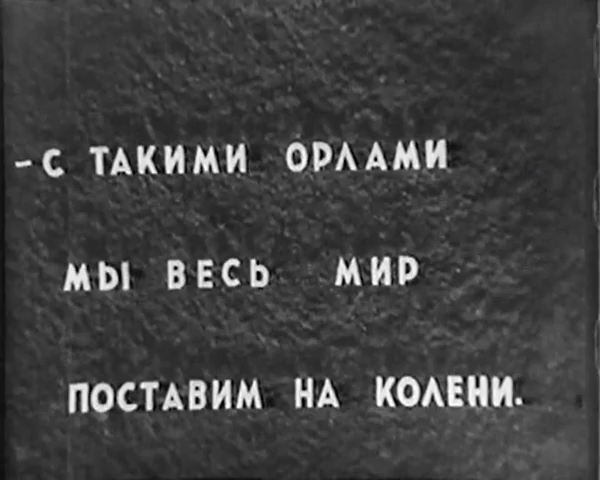 – С ТАКИМИ ОРЛАМИ
МЫ ВЕСЬ МИР
ПОСТАВИМ НА КОЛЕНИ.